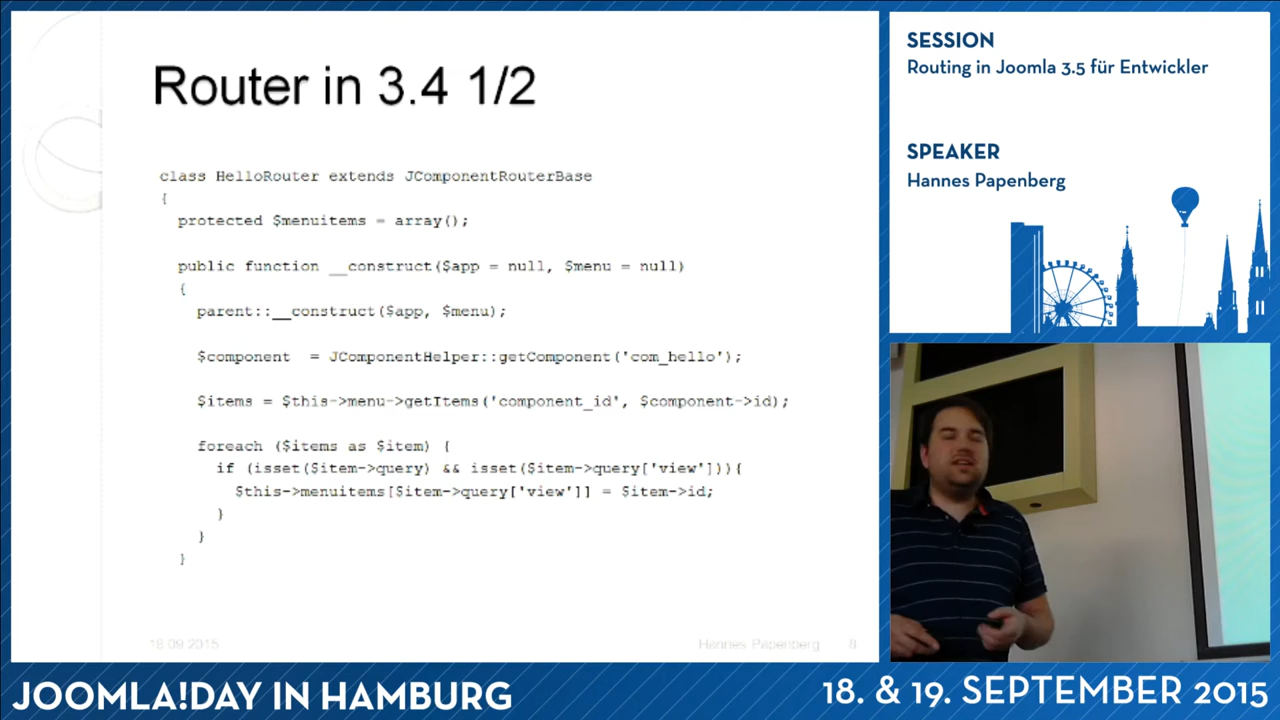 Router in 3.4 1/2
class HelloRouter extends JComponentRouterBase
{
protected $menuitems = array();
public function __construct($app = null, $menu = null)
{
parent::__construct($app, $menu);
$component = JComponentHelper::getComponent('com_hello');
$items = $this->menu->getItems('component_id', $component->id);
foreach ($items as $item) {
if (isset($item->query) && isset($item->query['view'])){
$this->menuitems[$item->query['view']] = $item->id;
}
}
}
18.09.2015 Hannes Papenberg 8
SESSION
Routing in Joomla 3.5 für Entwickler
SPEAKER
Hannes Papenberg
JOOMLA!DAY IN HAMBURG
18. & 19. SEPTEMBER 2015